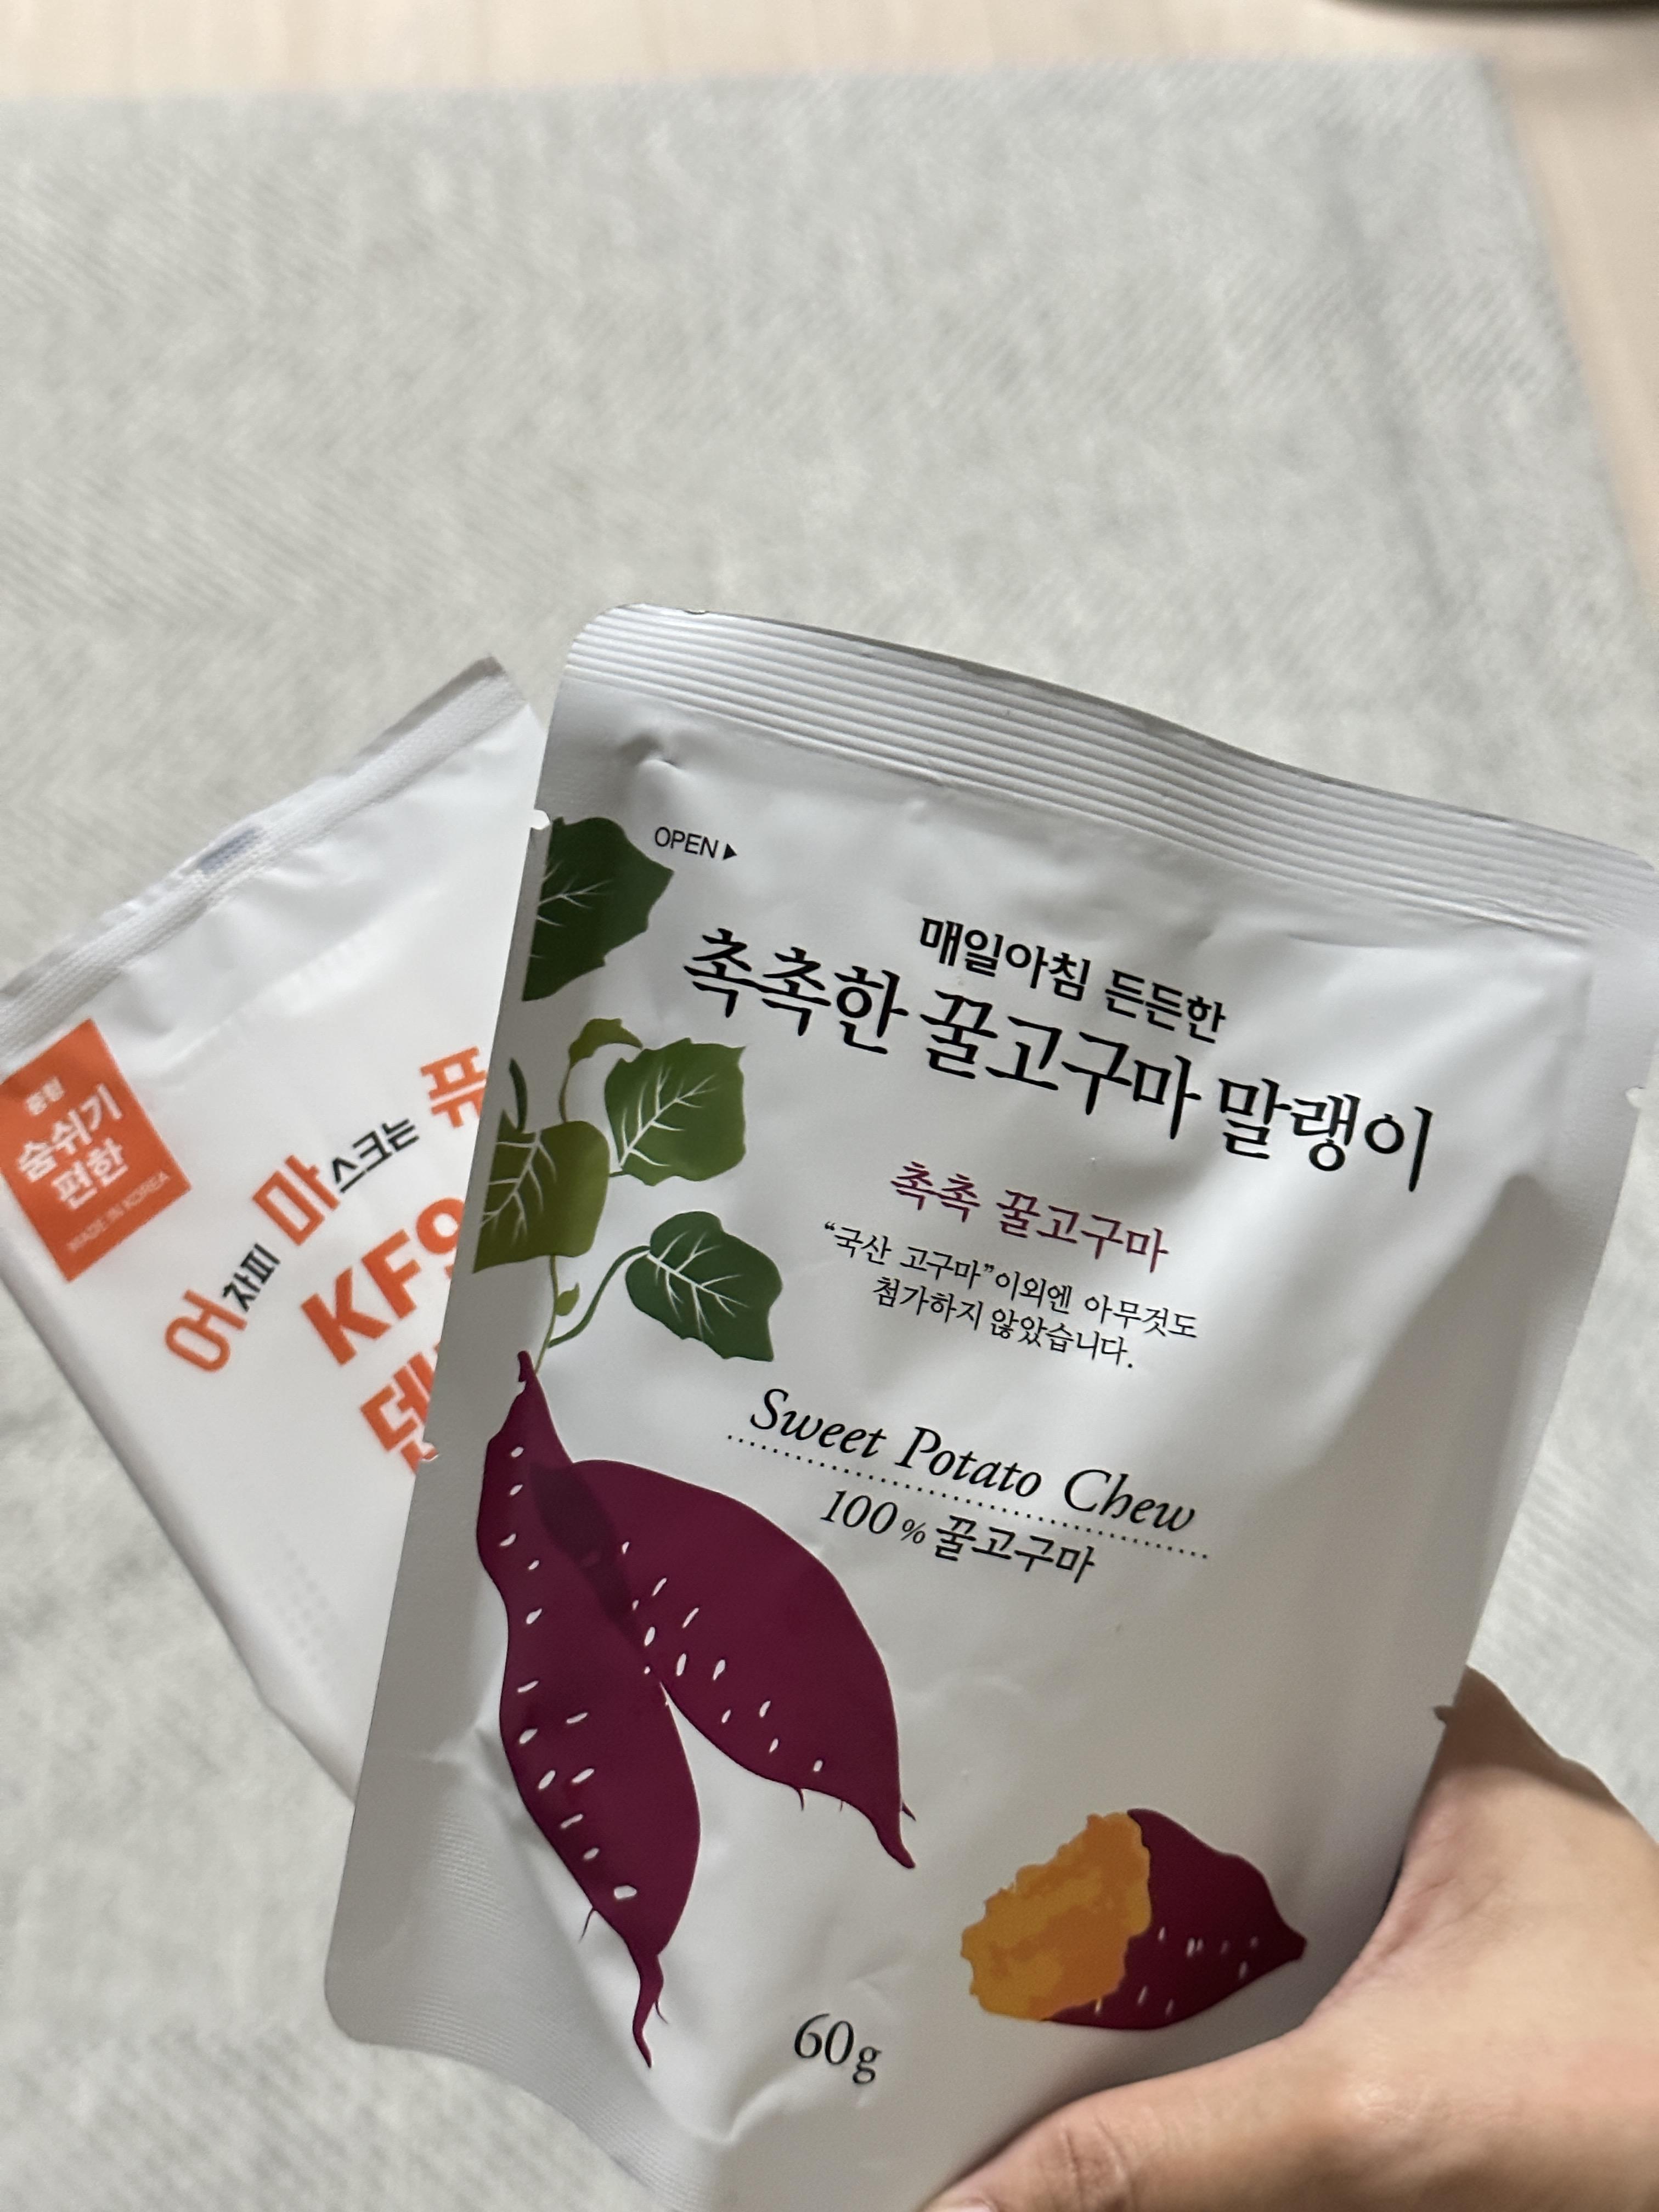 OPEN ▶
매일아침 든든한
촉촉한 꿀고구마 말랭이
촉촉 꿀고구마
“국산 고구마”이외엔 아무것도
첨가하지 않았습니다.
Sweet Potato Chew
100% 꿀고구마
60g
중형
숨쉬기
편한
MADE IN KOREA
어차피 마스크는 퓨
KF9